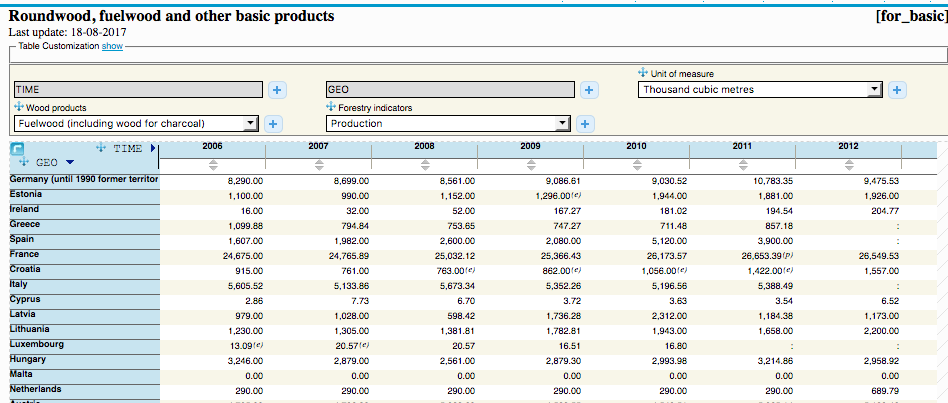 Roundwood, fuelwood and other basic products [for_basic]
Last update: 18-08-2017
Table Customization show
Unit of measure
TIME GEO Thousand cubic metres
Wood products Forestry indicators
Fuelwood (including wood for charcoal) Production
TIME 2006 2007 2008 2009 2010 2011 2012
GEO
Germany (until 1990 former territor 8,290.00 8,699.00 8,561.00 9,086.61 9,030.52 10,783.35 9,475.53
Estonia 1,100.00 990.00 1,152.00 1,296.00(e) 1,944.00 1,881.00 1,926.00
Ireland 16.00 32.00 52.00 167.27 181.02 194.54 204.77
Greece 1,099.88 794.84 753.65 747.27 711.48 857.18 :
Spain 1,607.00 1,982.00 2,600.00 2,080.00 5,120.00 3,900.00 :
France 24,675.00 24,765.89 25,032.12 25,366.43 26,173.57 26,653.39(p) 26,549.53
Croatia 915.00 761.00 763.00(e) 862.00(e) 1,056.00(e) 1,422.00(e) 1,557.00
Italy 5,605.52 5,133.86 5,673.34 5,352.26 5,196.56 5,388.49 :
Cyprus 2.86 7.73 6.70 3.72 3.63 3.54 6.52
Latvia 979.00 1,028.00 598.42 1,736.28 2,312.00 1,184.38 1,173.00
Lithuania 1,230.00 1,305.00 1,381.81 1,782.81 1,943.00 1,658.00 2,200.00
Luxembourg 13.09(e) 20.57(e) 20.57 16.51 16.80 : :
Hungary 3,246.00 2,879.00 2,561.00 2,879.30 2,993.98 3,214.86 2,958.92
Malta 0.00 0.00 0.00 0.00 0.00 0.00 0.00
Netherlands 290.00 290.00 290.00 290.00 290.00 290.00 689.79